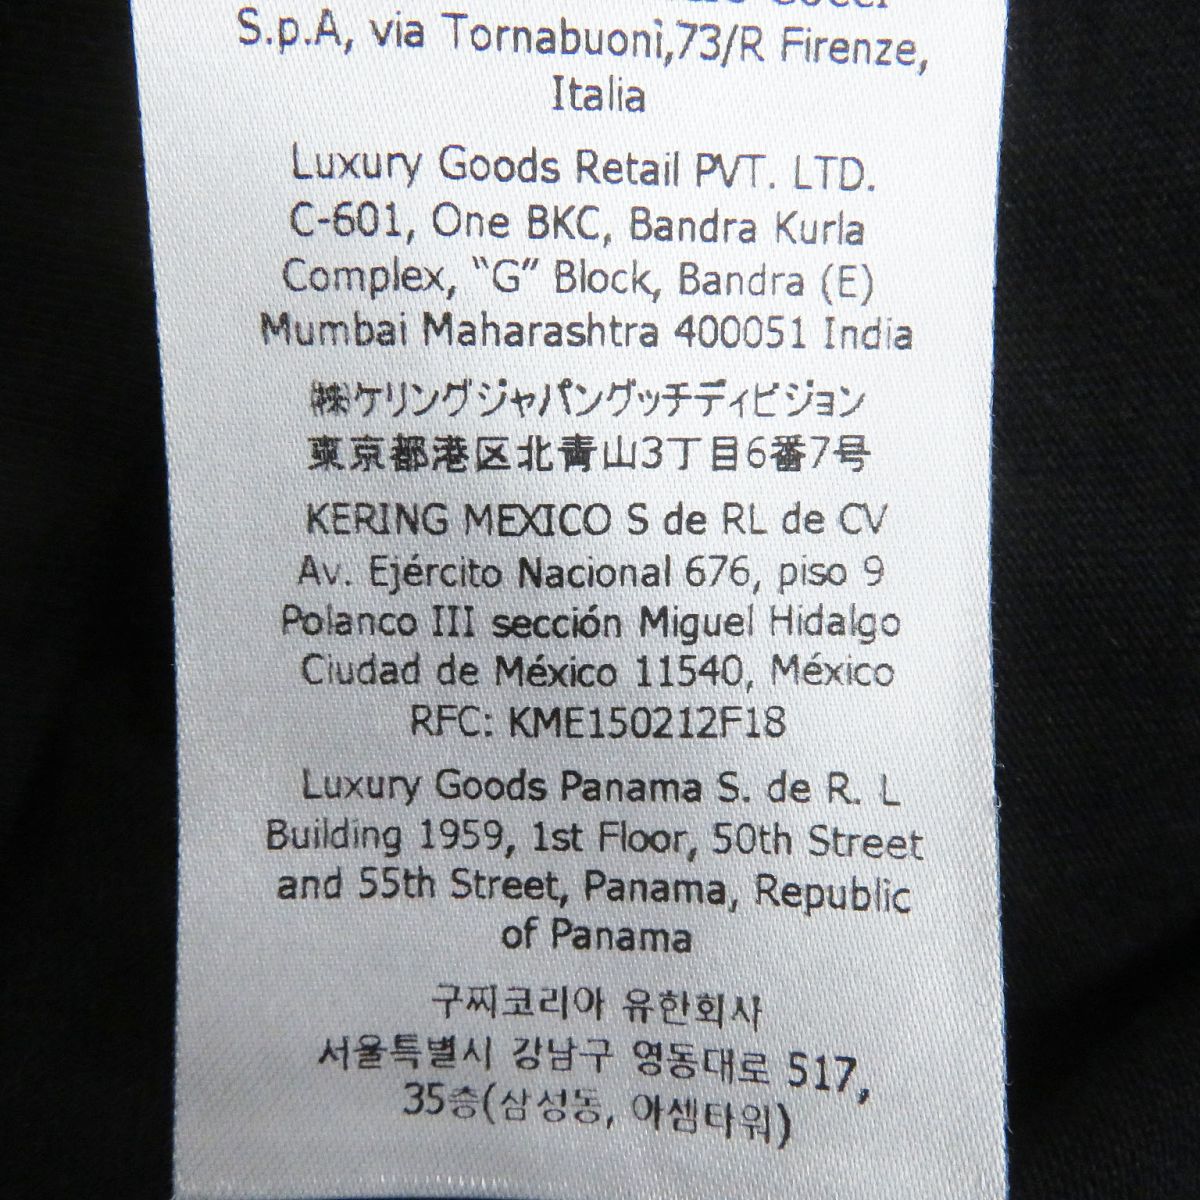 S.p.A, via Tornabuoni,73/R Firenze,
Italia
Luxury Goods Retail PVT. LTD.
C-601, One BKC, Bandra Kurla
Complex, “G” Block, Bandra (E)
Mumbai Maharashtra 400051 India
㈱ケリングジャパングッチディビジョン
東京都港区北青山3丁目6番7号
KERING MEXICO S de RL de CV
Av. Ejército Nacional 676, piso 9
Polanco III sección Miguel Hidalgo
Ciudad de México 11540, México
RFC: KME150212F18
Luxury Goods Panama S. de R. L
Building 1959, 1st Floor, 50th Street
and 55th Street, Panama, Republic
of Panama
구찌코리아 유한회사
서울특별시 강남구 영동대로 517,
35층(삼성동, 아셈타워)